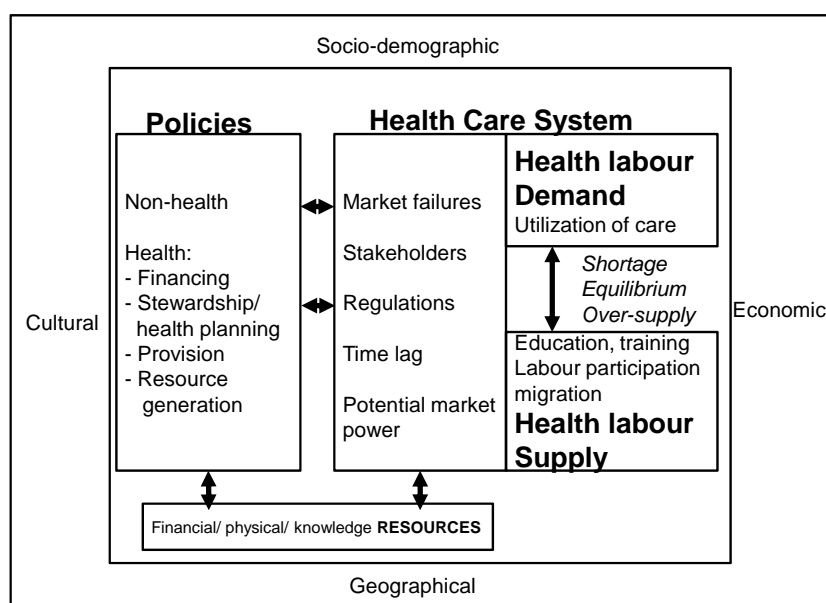 Socio-demographic
Policies
Non-health
Health:
- Financing
- Stewardship/
health planning
- Provision
- Resource
generation
Health Care System
Market failures
Stakeholders
Regulations
Time lag
Potential market
power
Health labour
Demand
Utilization of care
Shortage
Equilibrium
Over-supply
Education, training
Labour participation
migration
Health labour
Supply
Cultural
Economic
Financial/ physical/ knowledge RESOURCES
Geographical